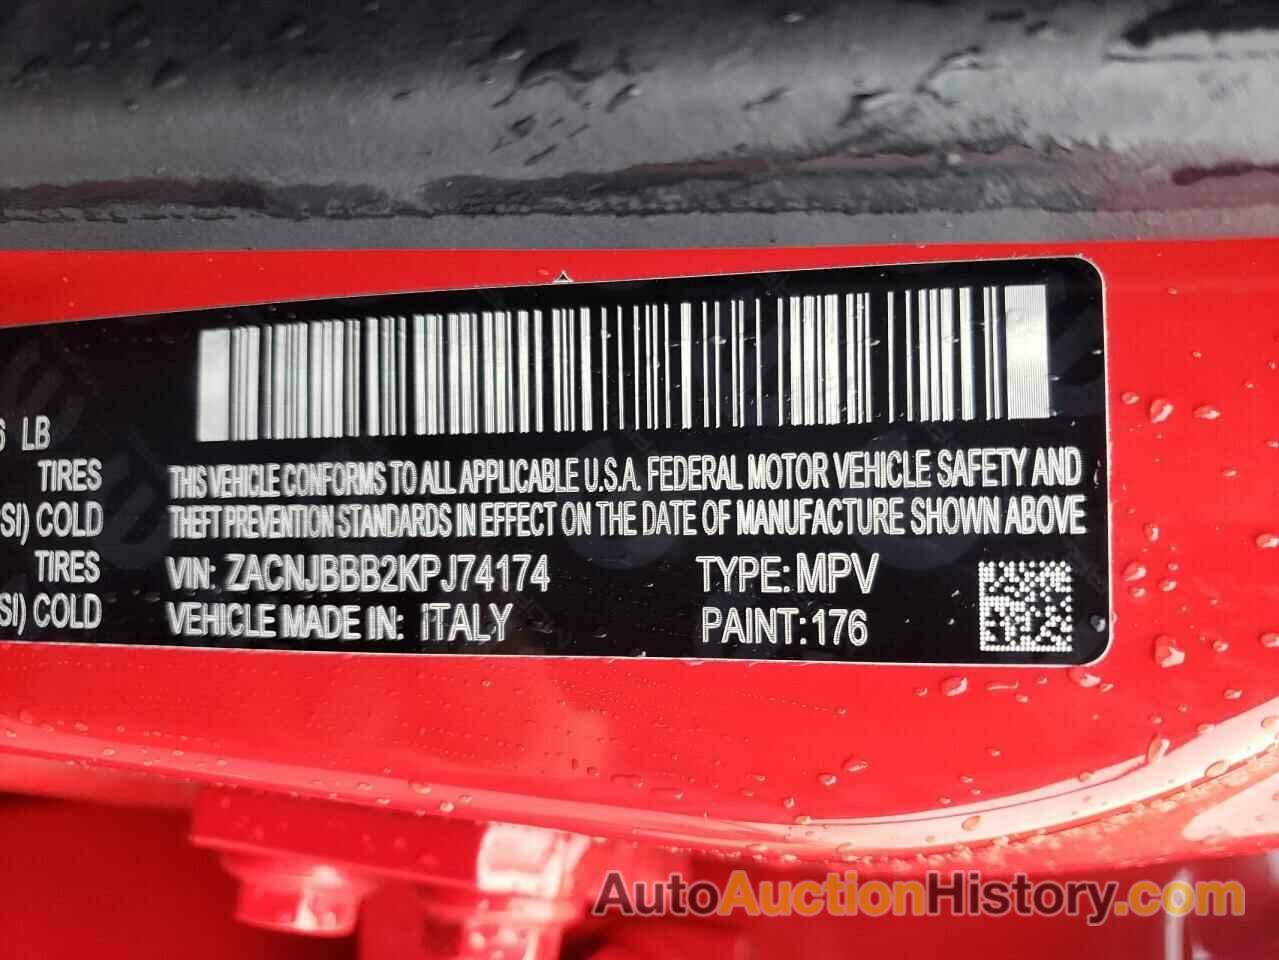 6 LB
TIRES
SI) COLD
TIRES
SI) COLD
THIS VEHICLE CONFORMS TO ALL APPLICABLE U.S.A. FEDERAL MOTOR VEHICLE SAFETY AND
THEFT PREVENTION STANDARDS IN EFFECT ON THE DATE OF MANUFACTURE SHOWN ABOVE
VIN: ZACNJBBB2KPJ74174 TYPE: MPV
VEHICLE MADE IN: ITALY PAINT: 176
AutoAuctionHistory.com